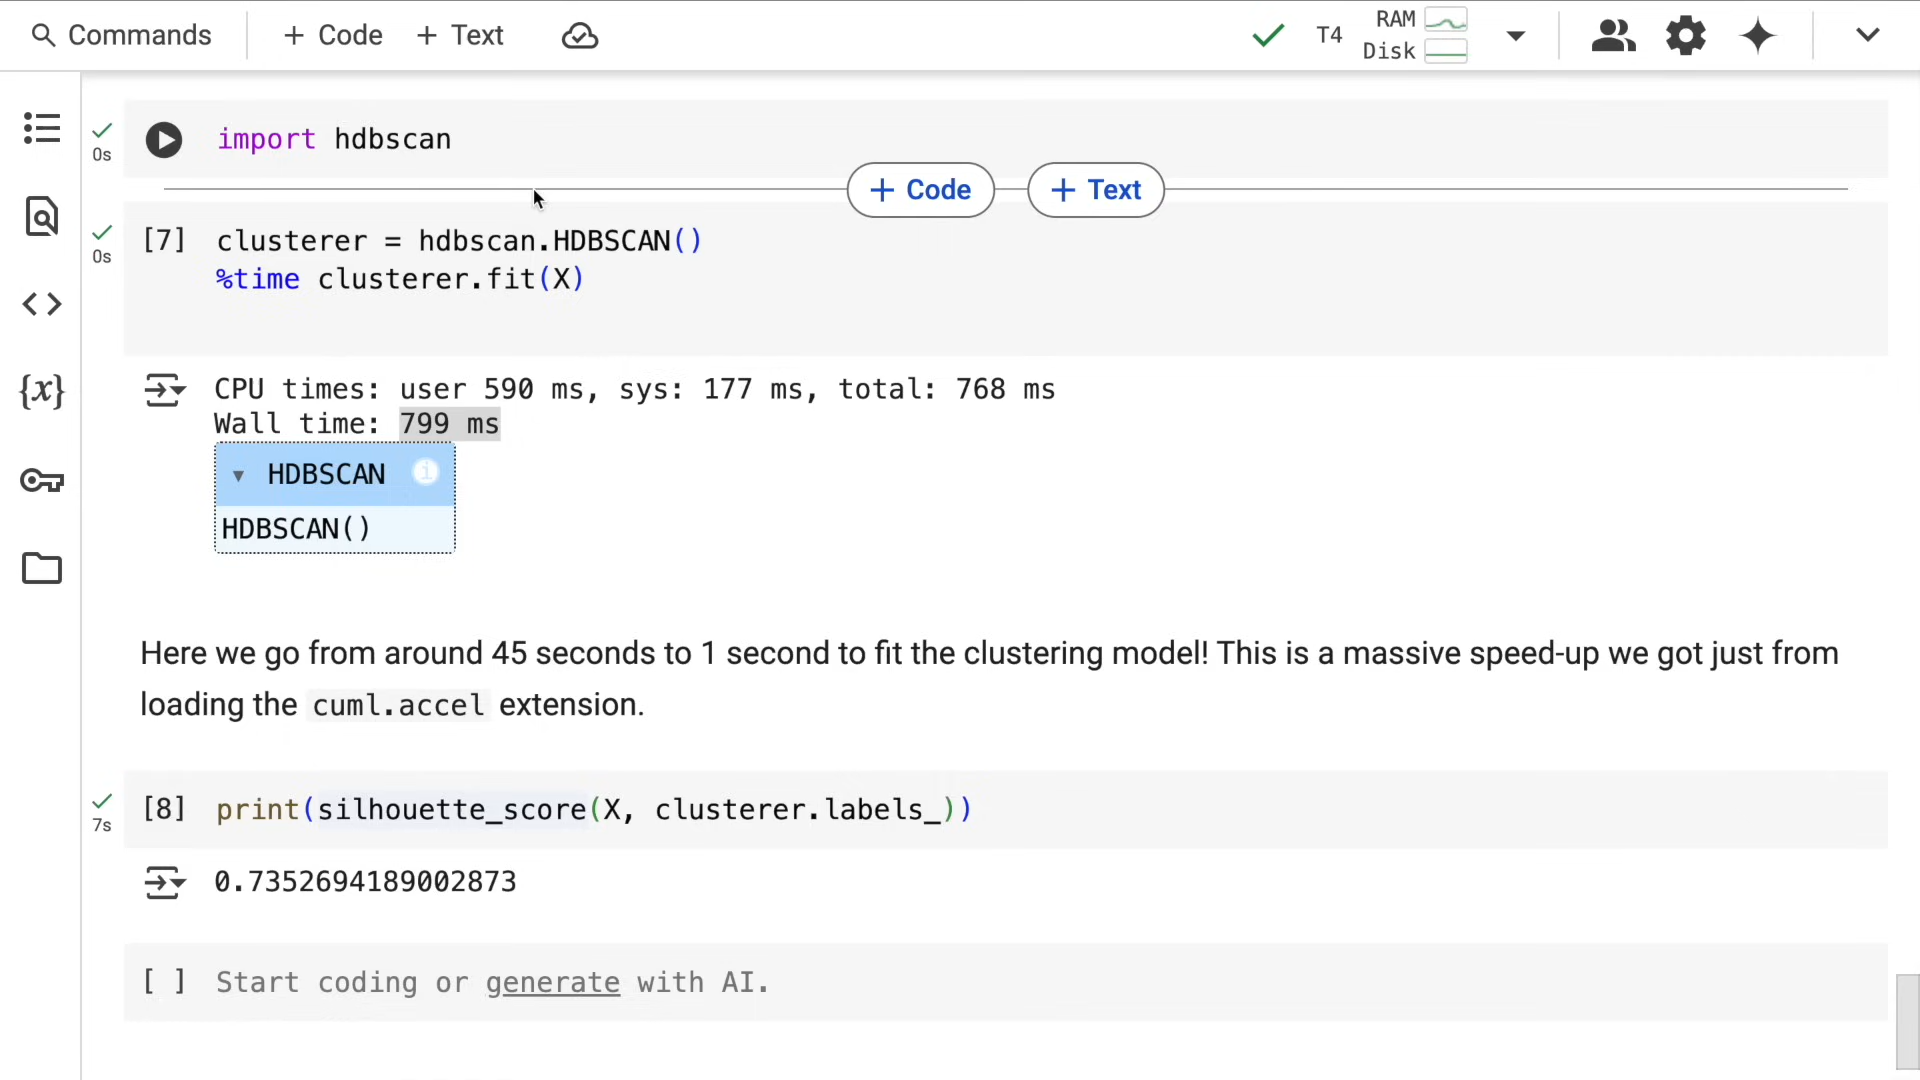 Commands
+ Code
+ Text
T4
RAM
Disk
0s
import hdbscan
+ Code
+ Text
0s
[7] clusterer = hdbscan.HDBSCAN()
%time clusterer.fit(X)
{x}
CPU times: user 590 ms, sys: 177 ms, total: 768 ms
Wall time: 799 ms
▼ HDBSCAN i
HDBSCAN()
Here we go from around 45 seconds to 1 second to fit the clustering model! This is a massive speed-up we got just from
loading the cuml.accel extension.
7s
[8] print(silhouette_score(X, clusterer.labels_))
0.7352694189002873
[ ] Start coding or generate with AI.